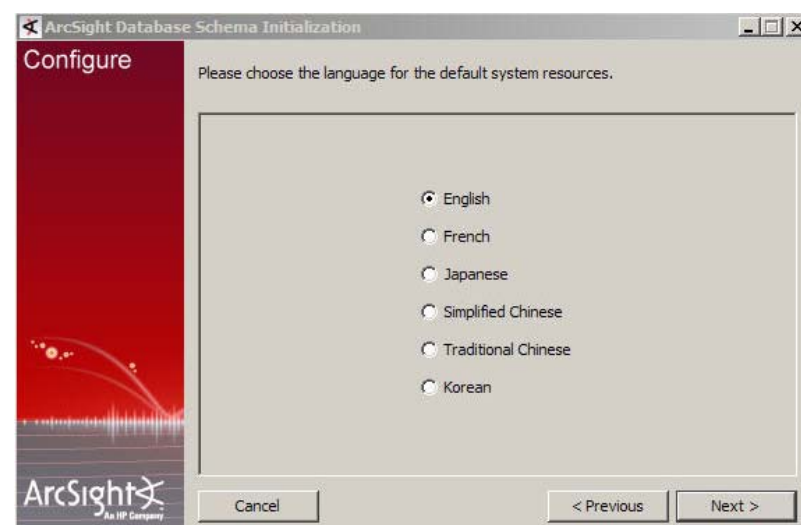 ArcSight Database Schema Initialization
Configure
Please choose the language for the default system resources.
English
French
Japanese
Simplified Chinese
Traditional Chinese
Korean
ArcSight
An HP Company
Cancel
< Previous
Next >